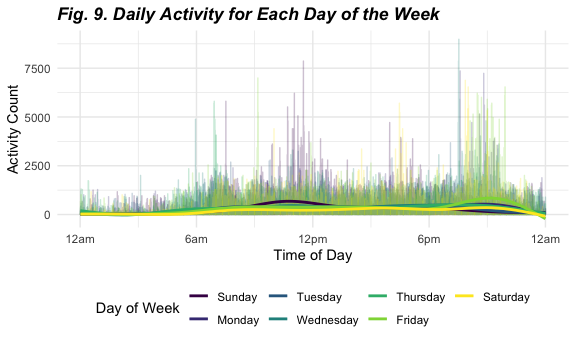 Fig. 9. Daily Activity for Each Day of the Week
Activity Count
7500
5000
2500
0
12am 6am 12pm 6pm 12am
Time of Day
Day of Week
Sunday Tuesday Thursday Saturday
Monday Wednesday Friday